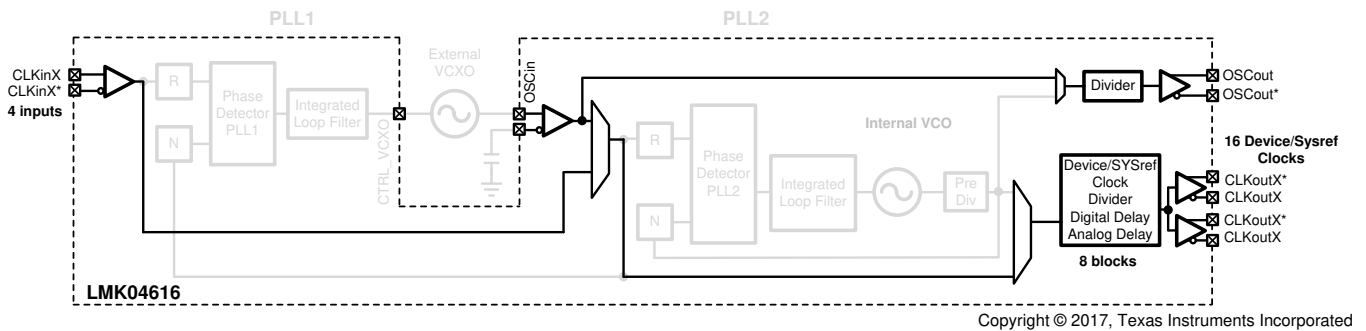 PLL1
PLL2
External
VCXO
OSCin
CLKinX
CLKinX*
4 inputs
R
N
Phase
Detector
PLL1
Integrated
Loop Filter
CTRL_VCXO
R
N
Phase
Detector
PLL2
Integrated
Loop Filter
Internal VCO
Pre
Div
Divider
OSCout
OSCout*
16 Device/Sysref
Clocks
Device/SYSref
Clock
Divider
Digital Delay
Analog Delay
8 blocks
CLKoutX*
CLKoutX
CLKoutX*
CLKoutX
LMK04616
Copyright © 2017, Texas Instruments Incorporated